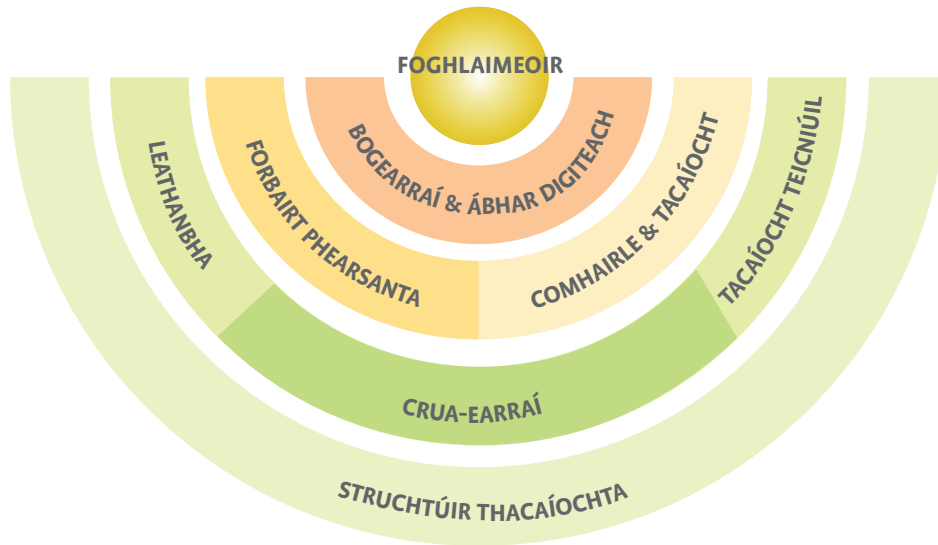 FOGHLAIMEOIR
BOGEARRAÍ & ÁBHAR DIGITEACH
FORBAIRT PHEARSANTA
COMHAIRLE & TACAÍOCHT
LEATHANBHA
CRUA-EARRAÍ
TACAÍOCHT TEICNIÚIL
STRUCHTÚIR THACAÍOCHTA